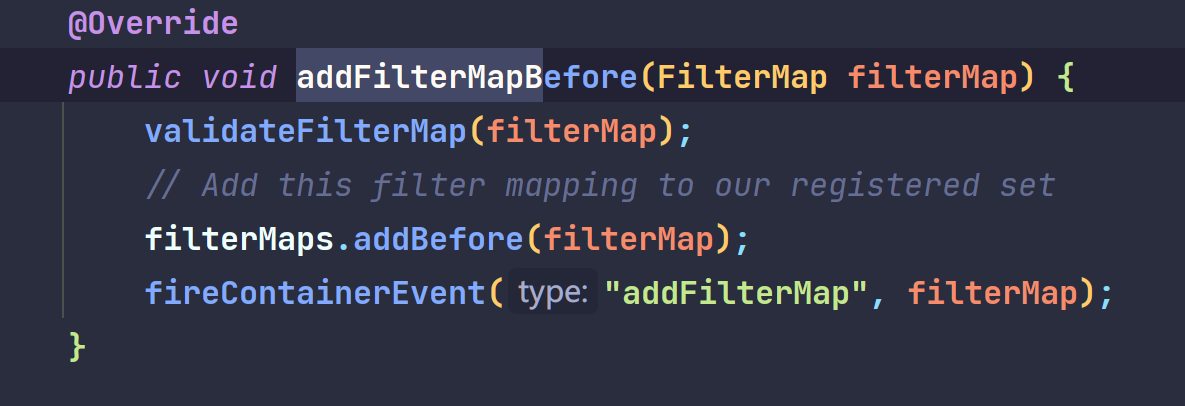 @Override
public void addFilterMapBefore(FilterMap filterMap) {
validateFilterMap(filterMap);
// Add this filter mapping to our registered set
filterMaps.addBefore(filterMap);
fireContainerEvent( type: "addFilterMap", filterMap);
}